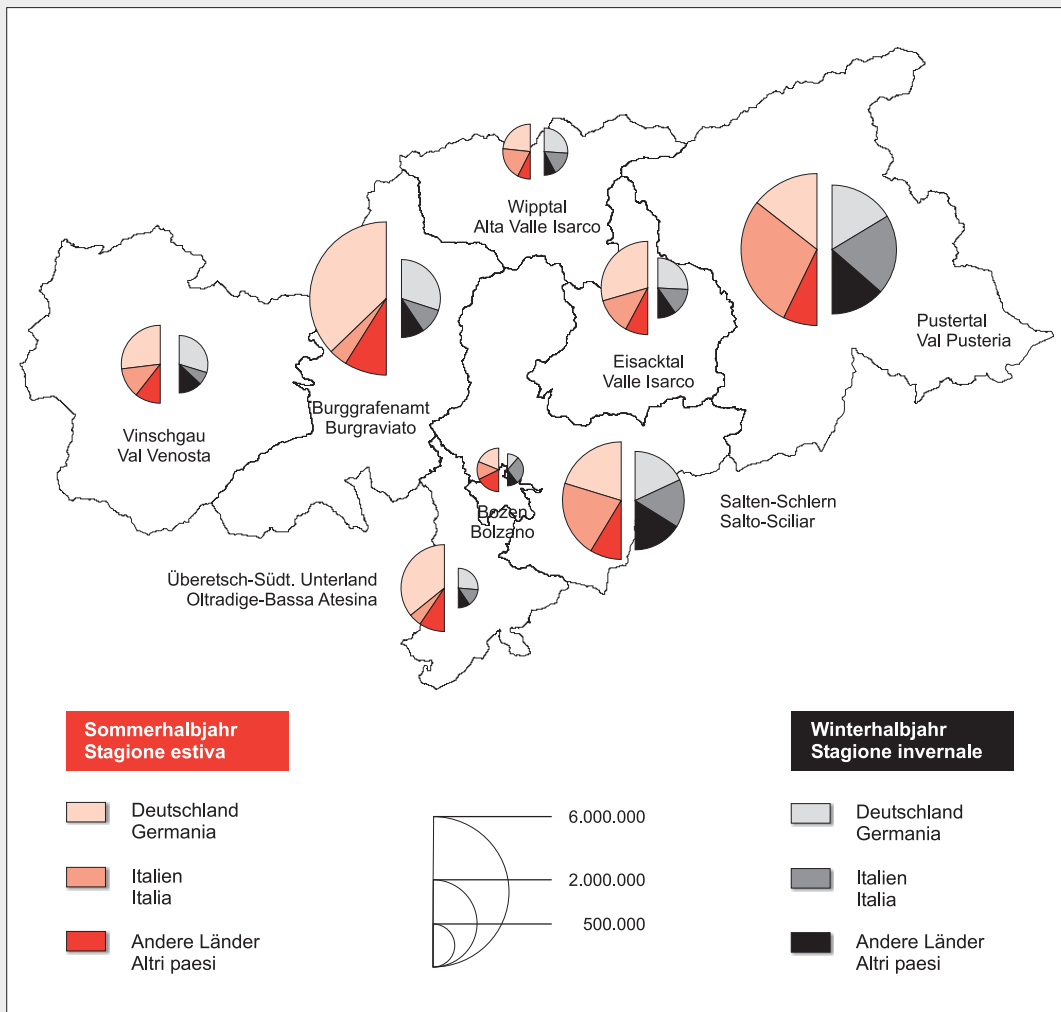 Wipptal
Alta Valle Isarco
Pustertal
Val Pusteria
Eisacktal
Valle Isarco
Burggrafenamt
Burgraviato
Vinschgau
Val Venosta
Salten-Schlern
Salto-Sciliar
Bozen
Bolzano
Überetsch-Südt. Unterland
Oltradige-Bassa Atesina
Sommerhalbjahr
Stagione estiva
Deutschland
Germania
Italien
Italia
Andere Länder
Altri paesi
6.000.000
2.000.000
500.000
Winterhalbjahr
Stagione invernale
Deutschland
Germania
Italien
Italia
Andere Länder
Altri paesi